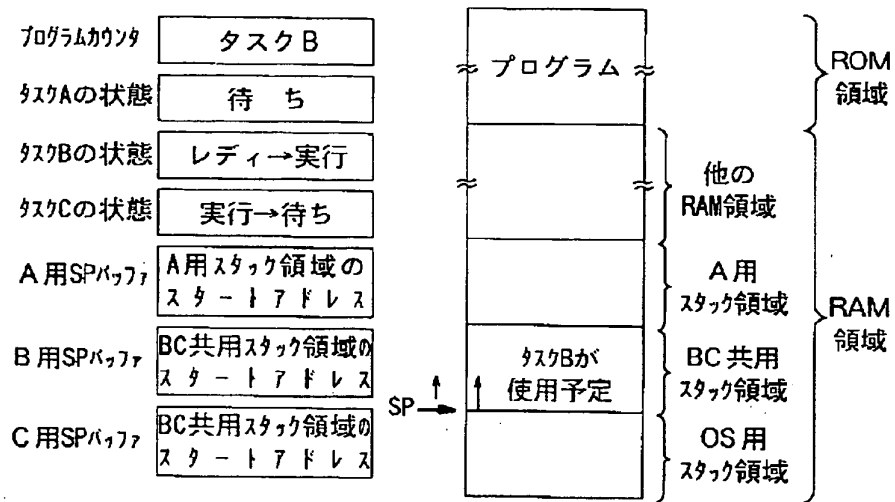 プログラムカウンタ
タスクB
タスクAの状態
待 ち
タスクBの状態
レディ→実行
タスクCの状態
実行→待ち
A用SPバッファ
A用スタック領域の
スタートアドレス
B用SPバッファ
BC共用スタック領域の
スタートアドレス
C用SPバッファ
BC共用スタック領域の
スタートアドレス
プログラム
タスクBが
使用予定
SP
他の
RAM領域
A用
スタック領域
BC共用
スタック領域
OS用
スタック領域
ROM
領域
RAM
領域